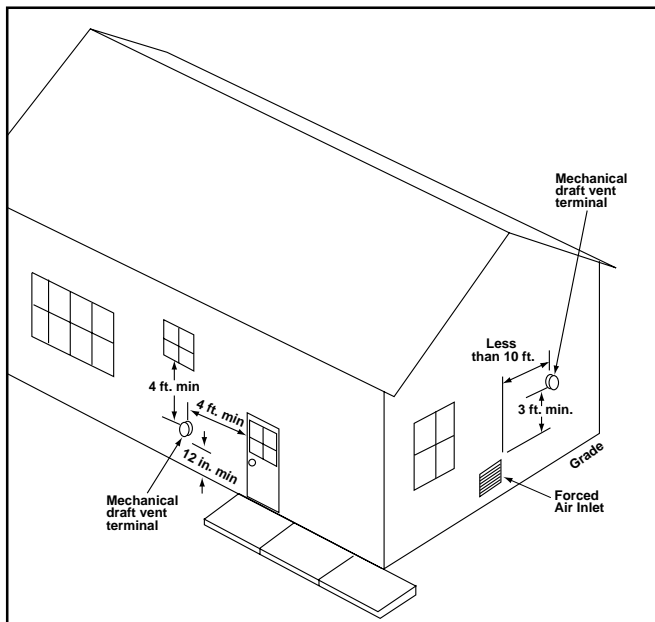 Mechanical
draft vent
terminal
Less
than 10 ft.
3 ft. min.
4 ft. min
4 ft. min
12 in. min
Mechanical
draft vent
terminal
Grade
Forced
Air Inlet